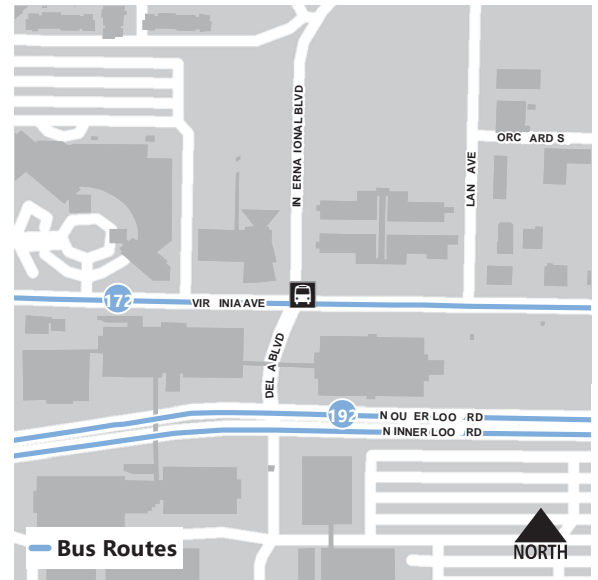 IN ERNA IONAL BLVD
ORC ARD S
LAN AVE
172
VIR INIA AVE
DEL A BLVD
192
N OU ER LOO RD
N INNER LOO RD
Bus Routes
NORTH